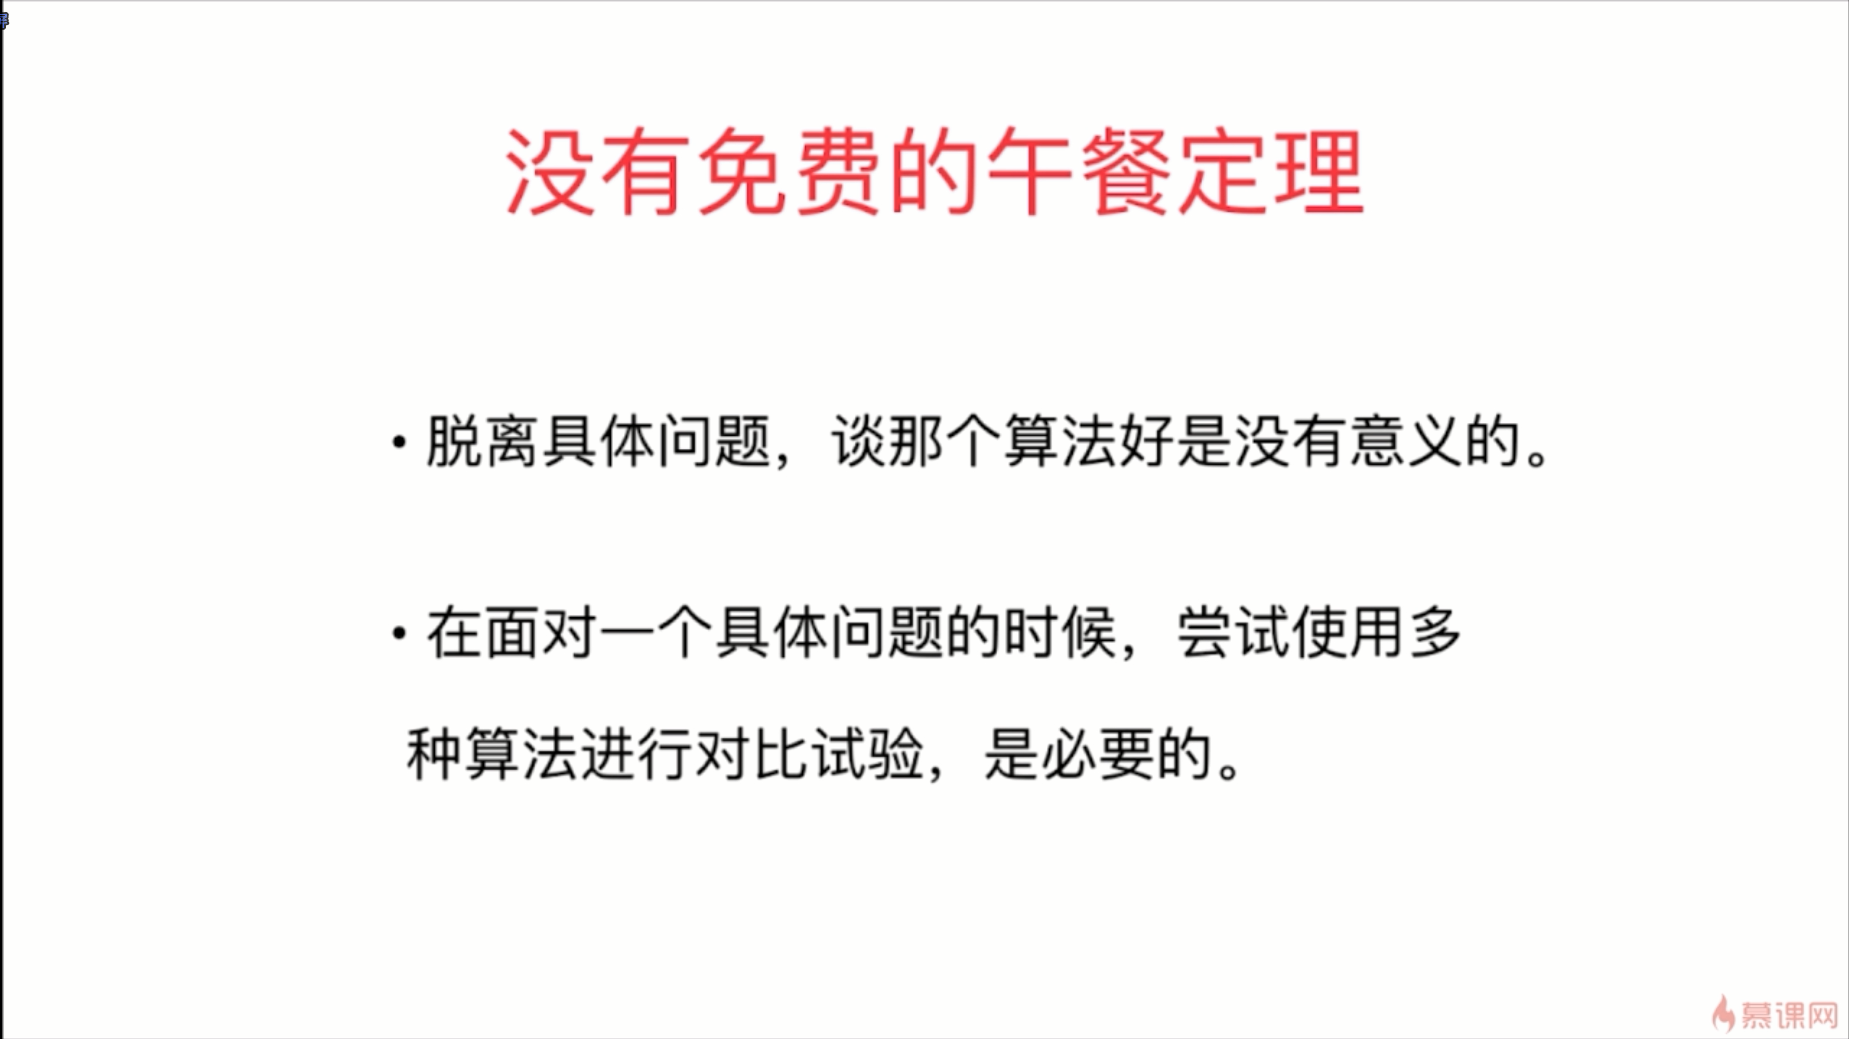 没有免费的午餐定理
• 脱离具体问题，谈那个算法好是没有意义的。
• 在面对一个具体问题的时候，尝试使用多
种算法进行对比试验，是必要的。
慕课网